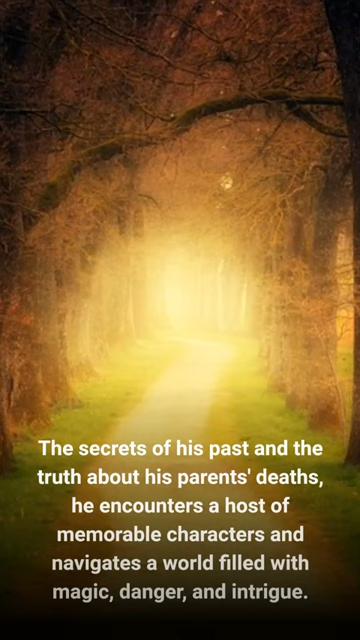 The secrets of his past and the
truth about his parents' deaths,
he encounters a host of
memorable characters and
navigates a world filled with
magic, danger, and intrigue.